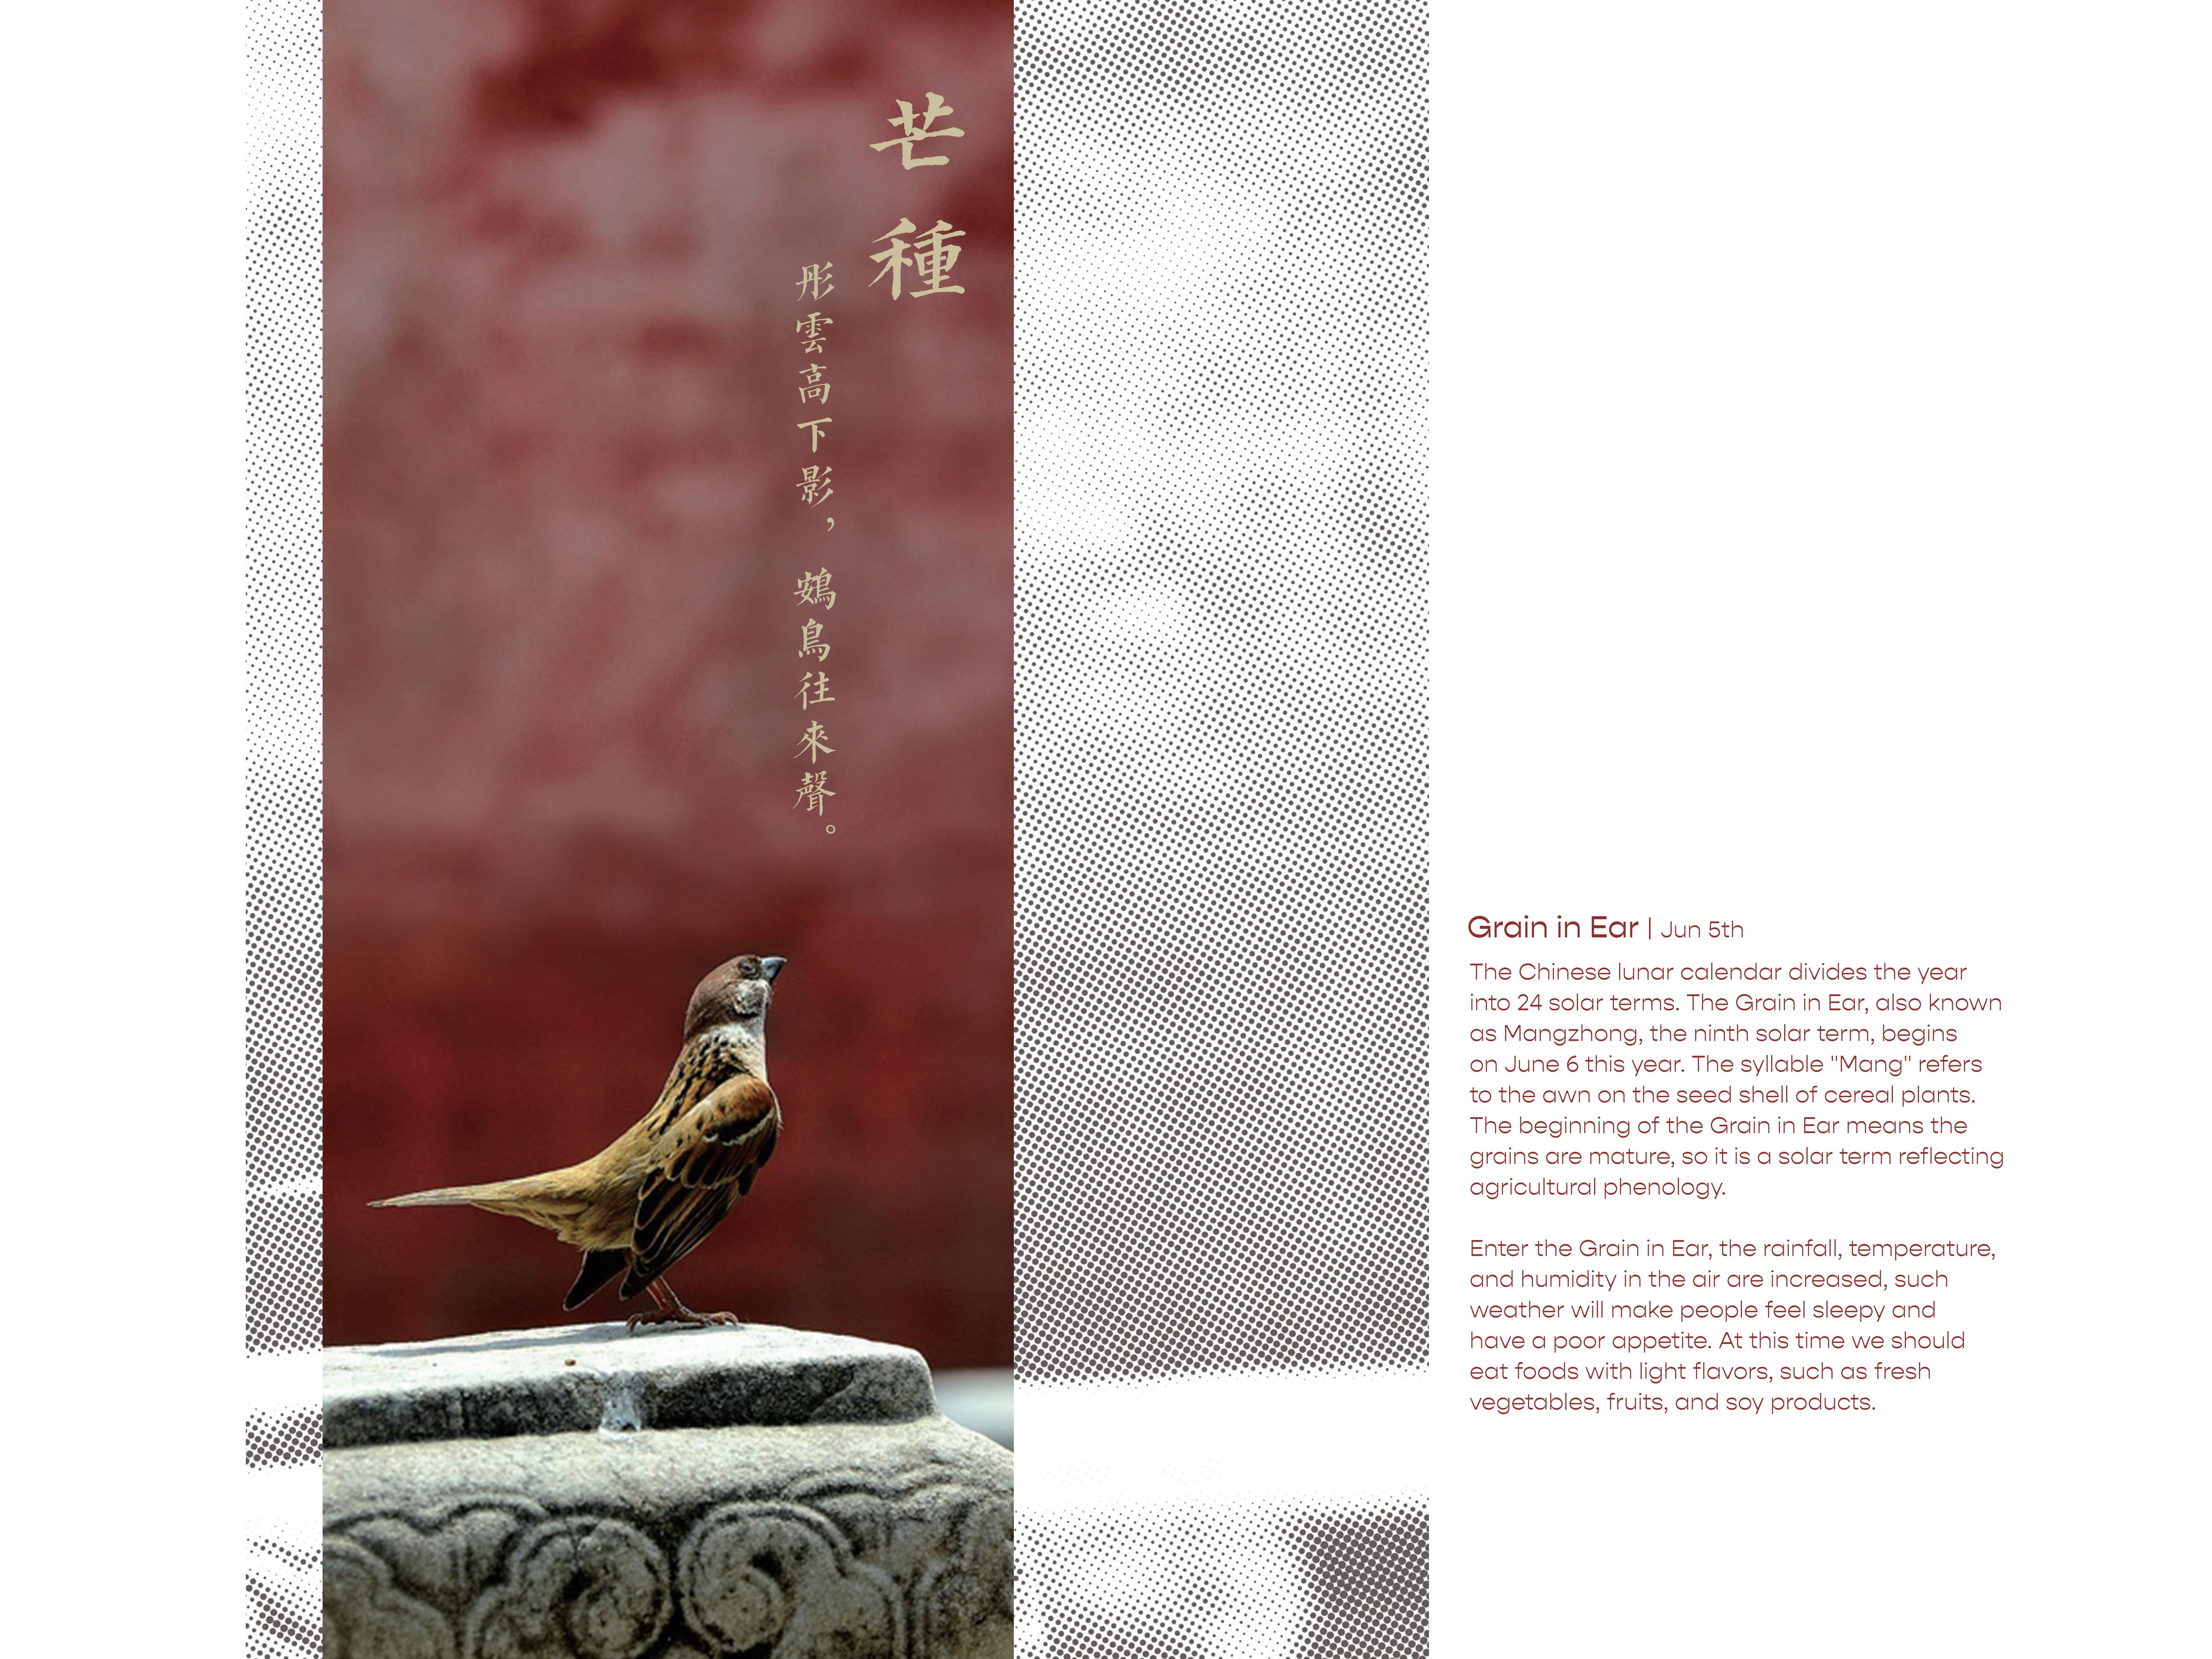 芒種
彤雲高下影，鴳鳥往來聲。
Grain in Ear | Jun 5th
The Chinese lunar calendar divides the year
into 24 solar terms. The Grain in Ear, also known
as Mangzhong, the ninth solar term, begins
on June 6 this year. The syllable "Mang" refers
to the awn on the seed shell of cereal plants.
The beginning of the Grain in Ear means the
grains are mature, so it is a solar term reflecting
agricultural phenology.
Enter the Grain in Ear, the rainfall, temperature,
and humidity in the air are increased, such
weather will make people feel sleepy and
have a poor appetite. At this time we should
eat foods with light flavors, such as fresh
vegetables, fruits, and soy products.